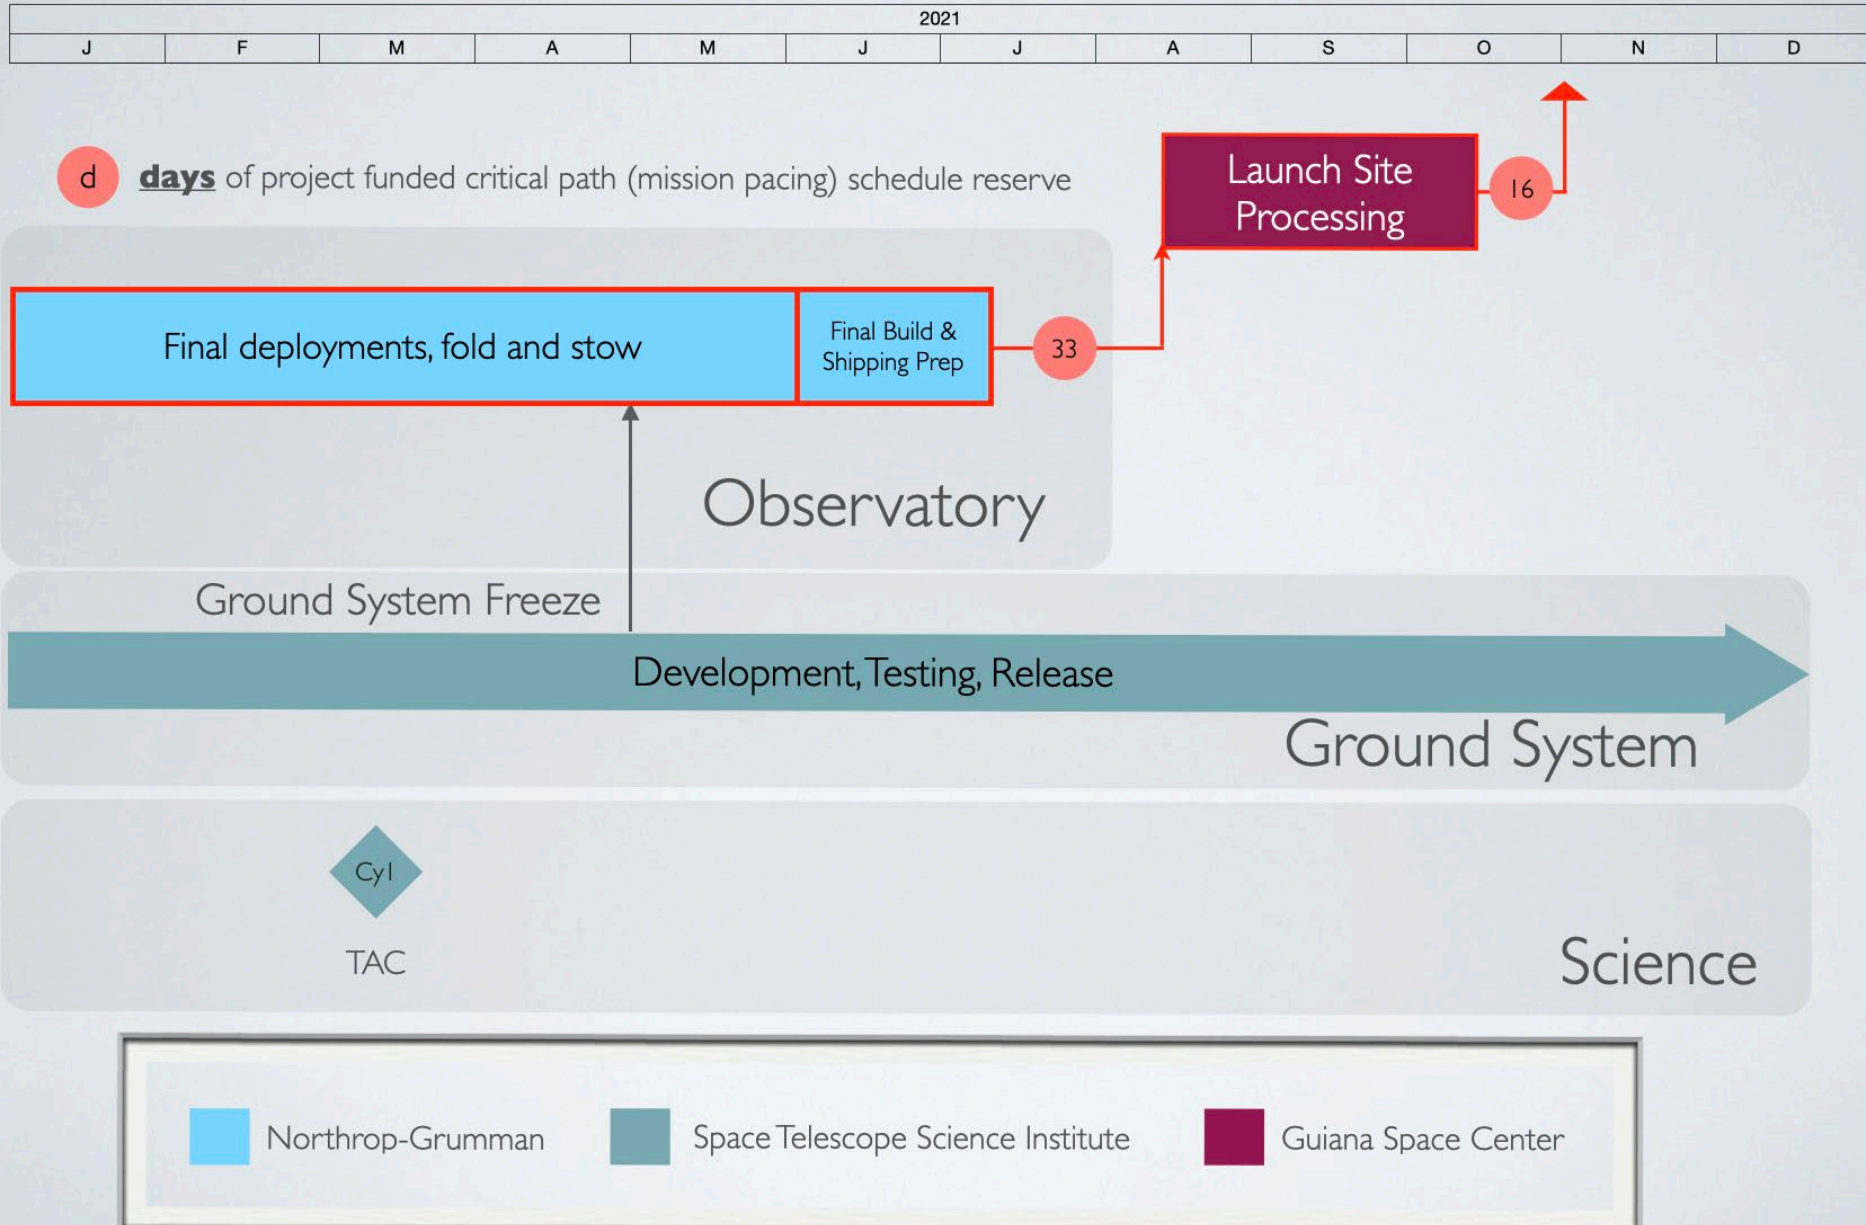 2021
J F M A M J J A S O N D
d days of project funded critical path (mission pacing) schedule reserve
Launch Site
Processing
16
Final deployments, fold and stow
Final Build &
Shipping Prep
33
Observatory
Ground System Freeze
Development, Testing, Release
Ground System
Cy1
TAC
Science
Northrop-Grumman
Space Telescope Science Institute
Guiana Space Center